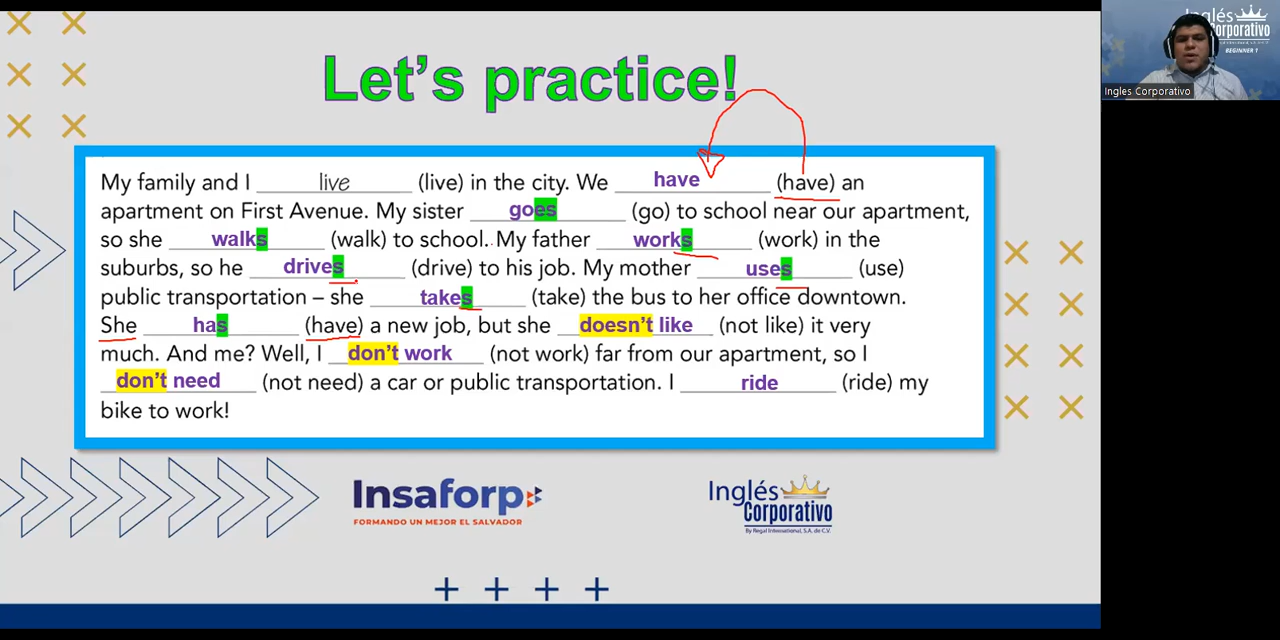 Let's practice!
My family and I live (live) in the city. We have (have) an
apartment on First Avenue. My sister goes (go) to school near our apartment,
so she walks (walk) to school. My father works (work) in the
suburbs, so he drives (drive) to his job. My mother uses (use)
public transportation – she takes (take) the bus to her office downtown.
She has (have) a new job, but she doesn't like (not like) it very
much. And me? Well, I don't work (not work) far from our apartment, so I
don't need (not need) a car or public transportation. I ride (ride) my
bike to work!
Insaforp
FORMANDO UN MEJOR EL SALVADOR
Inglés
Corporativo
By Regal International, S.A. de C.V.
Inglés
Corporativo
BEGINNER 1
Ingles Corporativo